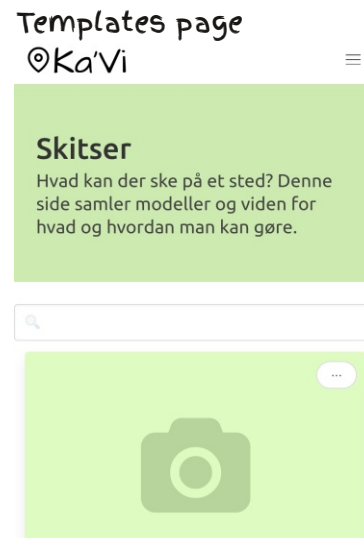 Templates page
Ka'Vi
Skitser
Hvad kan der ske på et sted? Denne
side samler modeller og viden for
hvad og hvordan man kan gøre.
...